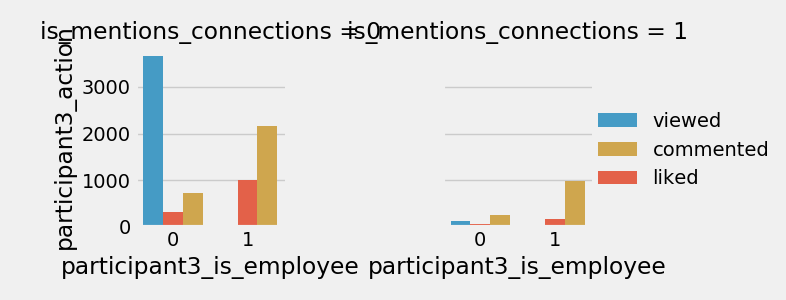 is_mentions_connections = 0
is_mentions_connections = 1
participant3_action
3000
2000
1000
0
0 1
0 1
participant3_is_employee
participant3_is_employee
viewed
commented
liked